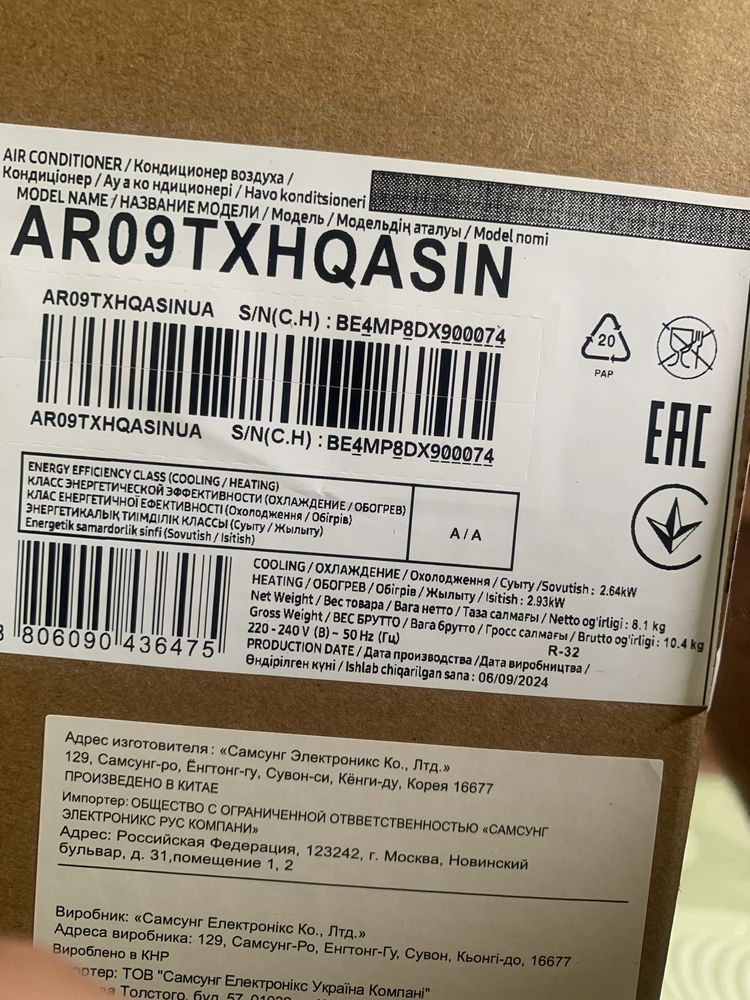 AIR CONDITIONER / Кондиционер воздуха /
Кондиціонер / Ауа ко ндиционері / Havo konditsioneri
MODEL NAME / НАЗВАНИЕ МОДЕЛИ / Модель / Модельдің аталуы / Model nomi
AR09TXHQASIN
AR09TXHQASINUA S/N(C.H) : BE4MP8DX900074
AR09TXHQASINUA S/N(C.H) : BE4MP8DX900074
20
PAP
EAC
ENERGY EFFICIENCY CLASS (COOLING / HEATING)
КЛАСС ЭНЕРГЕТИЧЕСКОЙ ЭФФЕКТИВНОСТИ (ОХЛАЖДЕНИЕ / ОБОГРЕВ)
КЛАС ЕНЕРГЕТИЧНОЇ ЕФЕКТИВНОСТІ (Охолодження / Обігрів)
ЭНЕРГЕТИКАЛЫК ТИІМДІЛІК КЛАССЫ (Суыту / Жылыту)
Energetik samardorlik sinfi (Sovutish / Isitish)
A / A
COOLING / ОХЛАЖДЕНИЕ / Охолодження / Суыту /Sovutish : 2.64kW
HEATING / ОБОГРЕВ / Обігрів / Жылыту / Isitish : 2.93kW
Net Weight / Вес товара / Вага нетто / Таза салмағы / Netto og'irligi : 8.1 kg
Gross Weight / ВЕС БРУТТО / Вага брутто / Гросс салмағы / Brutto og'irligi : 10.4 kg
220 - 240 V (В) ~ 50 Hz (Гц) R-32
PRODUCTION DATE / Дата производства /Дата виробництва /
Өндірілген күні / Ishlab chiqarilgan sana : 06/09/2024
8 806090 436475
Адрес изготовителя : «Самсунг Электроникс Ко., Лтд.»
129, Самсунг-ро, Ёнгтонг-гу, Сувон-си, Кёнги-ду, Корея 16677
ПРОИЗВЕДЕНО В КИТАЕ
Импортер: ОБЩЕСТВО С ОГРАНИЧЕННОЙ ОТВВЕТСТВЕННОСТЬЮ «САМСУНГ
ЭЛЕКТРОНИКС РУС КОМПАНИ»
Адрес: Российская Федерация, 123242, г. Москва, Новинский
бульвар, д. 31,помещение 1, 2
Виробник: «Самсунг Електронікс Ко., Лтд.»
Адреса виробника: 129, Самсунг-Ро, Енгтонг-Гу, Сувон, Кьонгі-до, 16677
Вироблено в КНР
портер: ТОВ "Самсунг Електронікс Україна Компані"
Толстого, бул. 57